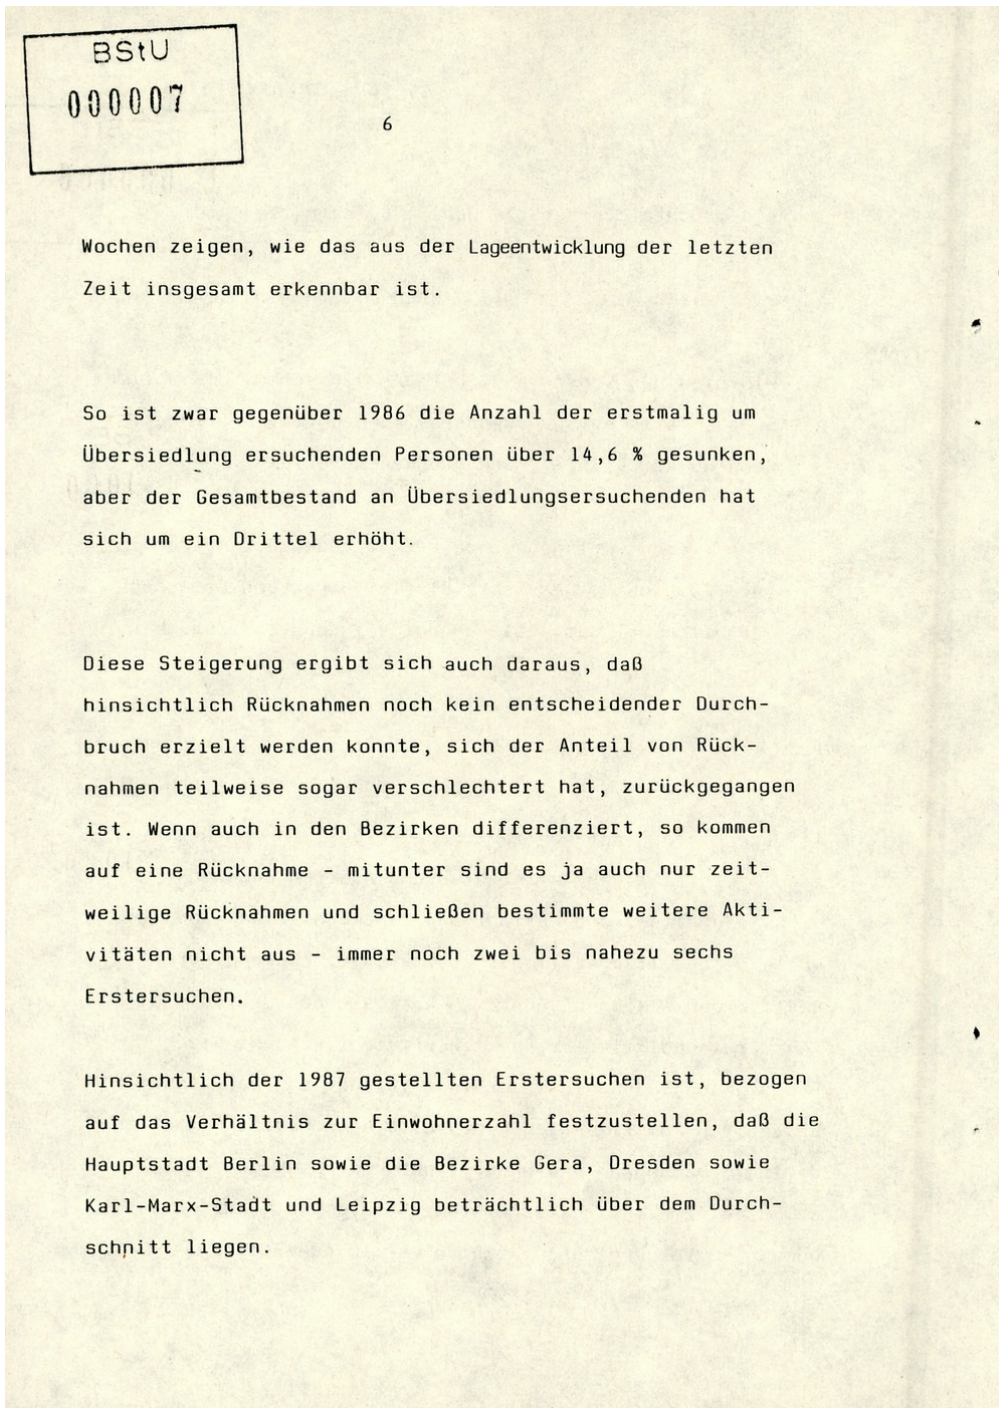 BStU
000007
6
Wochen zeigen, wie das aus der Lageentwicklung der letzten
Zeit insgesamt erkennbar ist.
So ist zwar gegenüber 1986 die Anzahl der erstmalig um
Übersiedlung ersuchenden Personen über 14,6 % gesunken,
aber der Gesamtbestand an Übersiedlungsersuchenden hat
sich um ein Drittel erhöht.
Diese Steigerung ergibt sich auch daraus, daß
hinsichtlich Rücknahmen noch kein entscheidender Durch-
bruch erzielt werden konnte, sich der Anteil von Rück-
nahmen teilweise sogar verschlechtert hat, zurückgegangen
ist. Wenn auch in den Bezirken differenziert, so kommen
auf eine Rücknahme - mitunter sind es ja auch nur zeit-
weilige Rücknahmen und schließen bestimmte weitere Akti-
vitäten nicht aus - immer noch zwei bis nahezu sechs
Erstersuchen.
Hinsichtlich der 1987 gestellten Erstersuchen ist, bezogen
auf das Verhältnis zur Einwohnerzahl festzustellen, daß die
Hauptstadt Berlin sowie die Bezirke Gera, Dresden sowie
Karl-Marx-Stadt und Leipzig beträchtlich über dem Durch-
schnitt liegen.